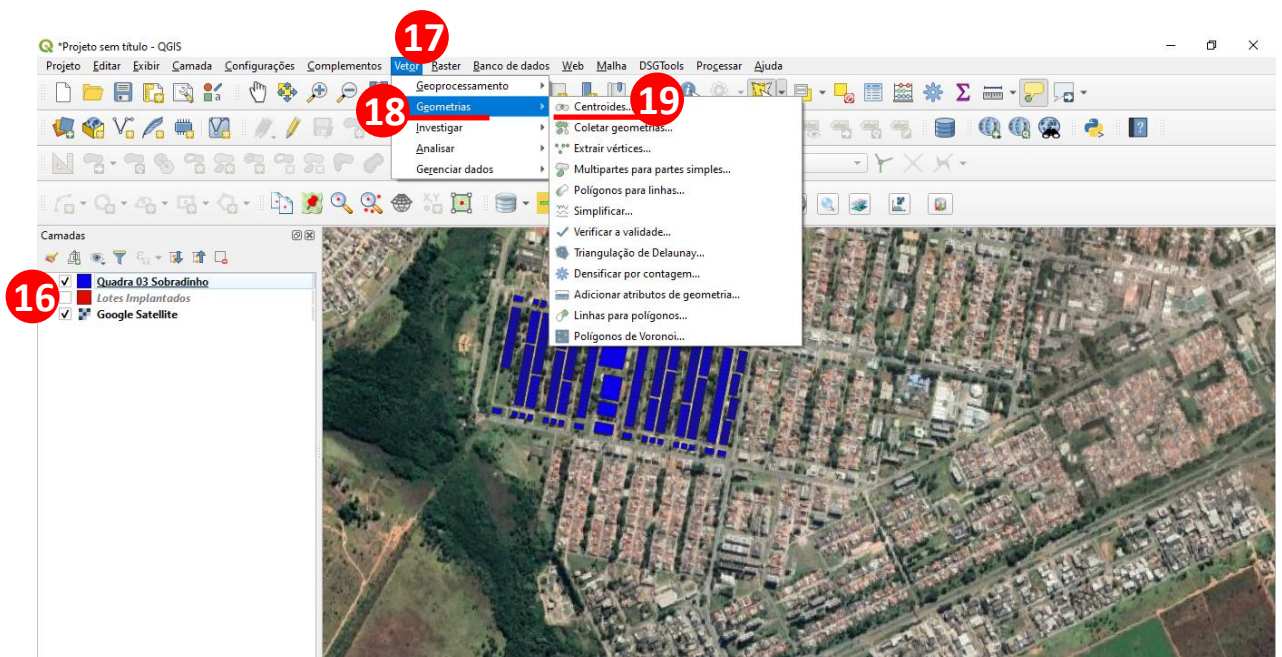 17
*Projeto sem título - QGIS
Projeto Editar Exibir Camada Configurações Complementos Vetor Raster Banco de dados Web Malha DSGTools Processar Ajuda
Geoprocessamento
18 Geometrias
Investigar
Analisar
Gerenciar dados
19
Centroides...
Coletar geometrias...
Extrair vértices...
Multipartes para partes simples...
Polígonos para linhas...
Simplificar...
Verificar a validade...
Triangulação de Delaunay...
Densificar por contagem...
Adicionar atributos de geometria...
Linhas para polígonos...
Polígonos de Voronoi...
X,Y
Camadas
16
Quadra 03 Sobradinho
Lotes Implantados
Google Satellite